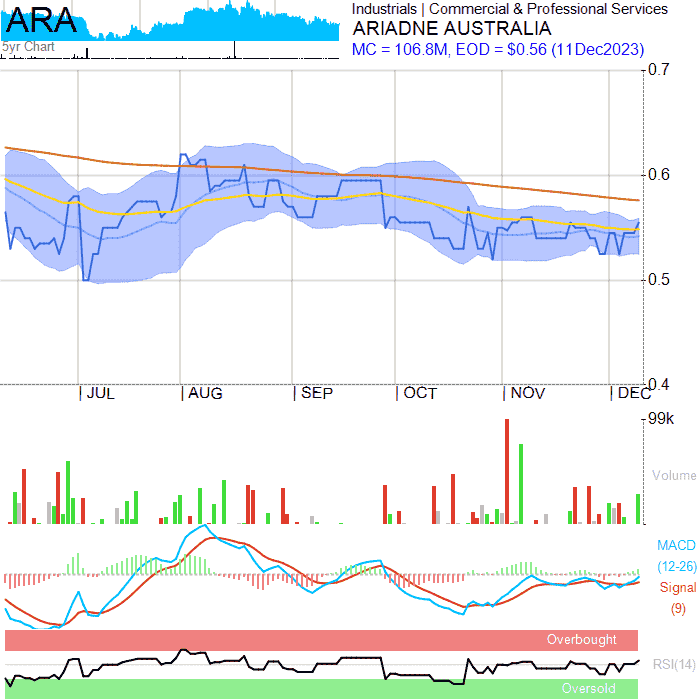 ARA
5yr Chart
Industrials | Commercial & Professional Services
ARIADNE AUSTRALIA
MC = 106.8M, EOD = $0.56 (11Dec2023)
0.7
0.6
0.5
0.4
| JUL | AUG | SEP | OCT | NOV | DEC
99k
Volume
MACD
(12-26)
Signal
(9)
Overbought
RSI(14)
Oversold